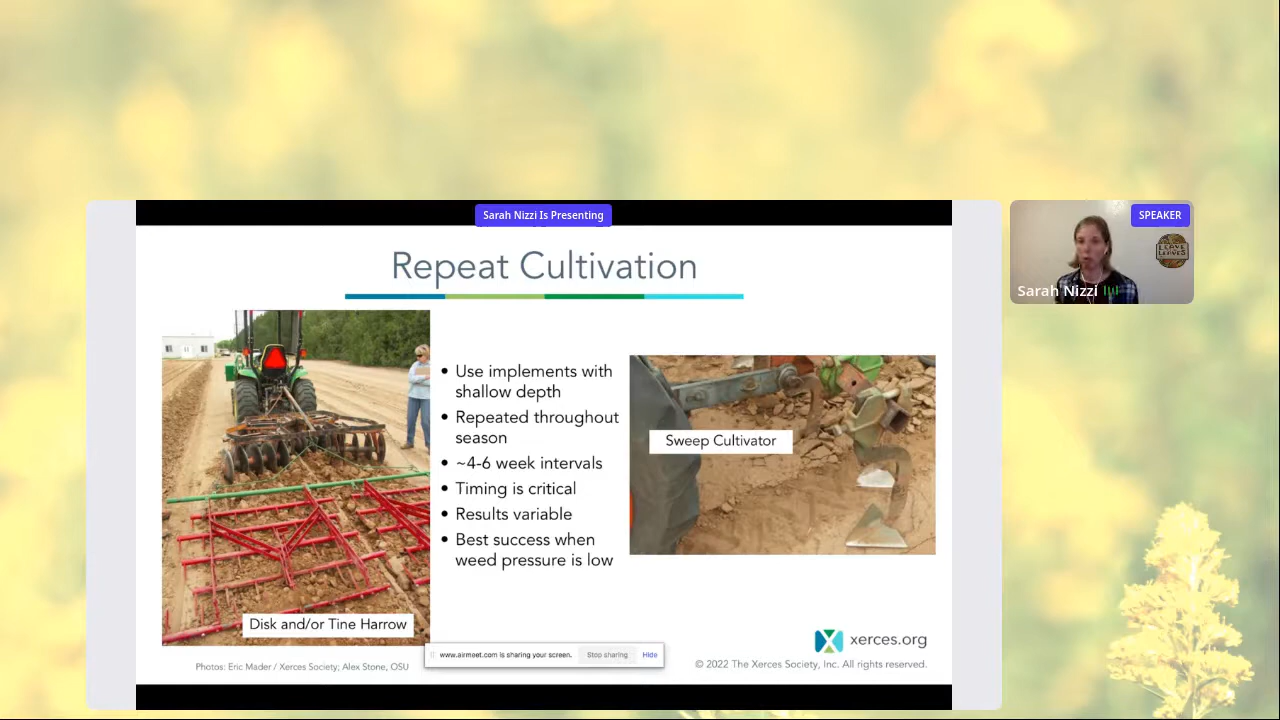 Sarah Nizzi Is Presenting
SPEAKER
LEAVE
LEAVES
Sarah Nizzi
Repeat Cultivation
• Use implements with
shallow depth
• Repeated throughout
season
• ~4-6 week intervals
• Timing is critical
• Results variable
• Best success when
weed pressure is low
Sweep Cultivator
Disk and/or Tine Harrow
Photos: Eric Mader / Xerces Society; Alex Stone, OSU
www.airmeet.com is sharing your screen.
Stop sharing
Hide
xerces.org
© 2022 The Xerces Society, Inc. All rights reserved.